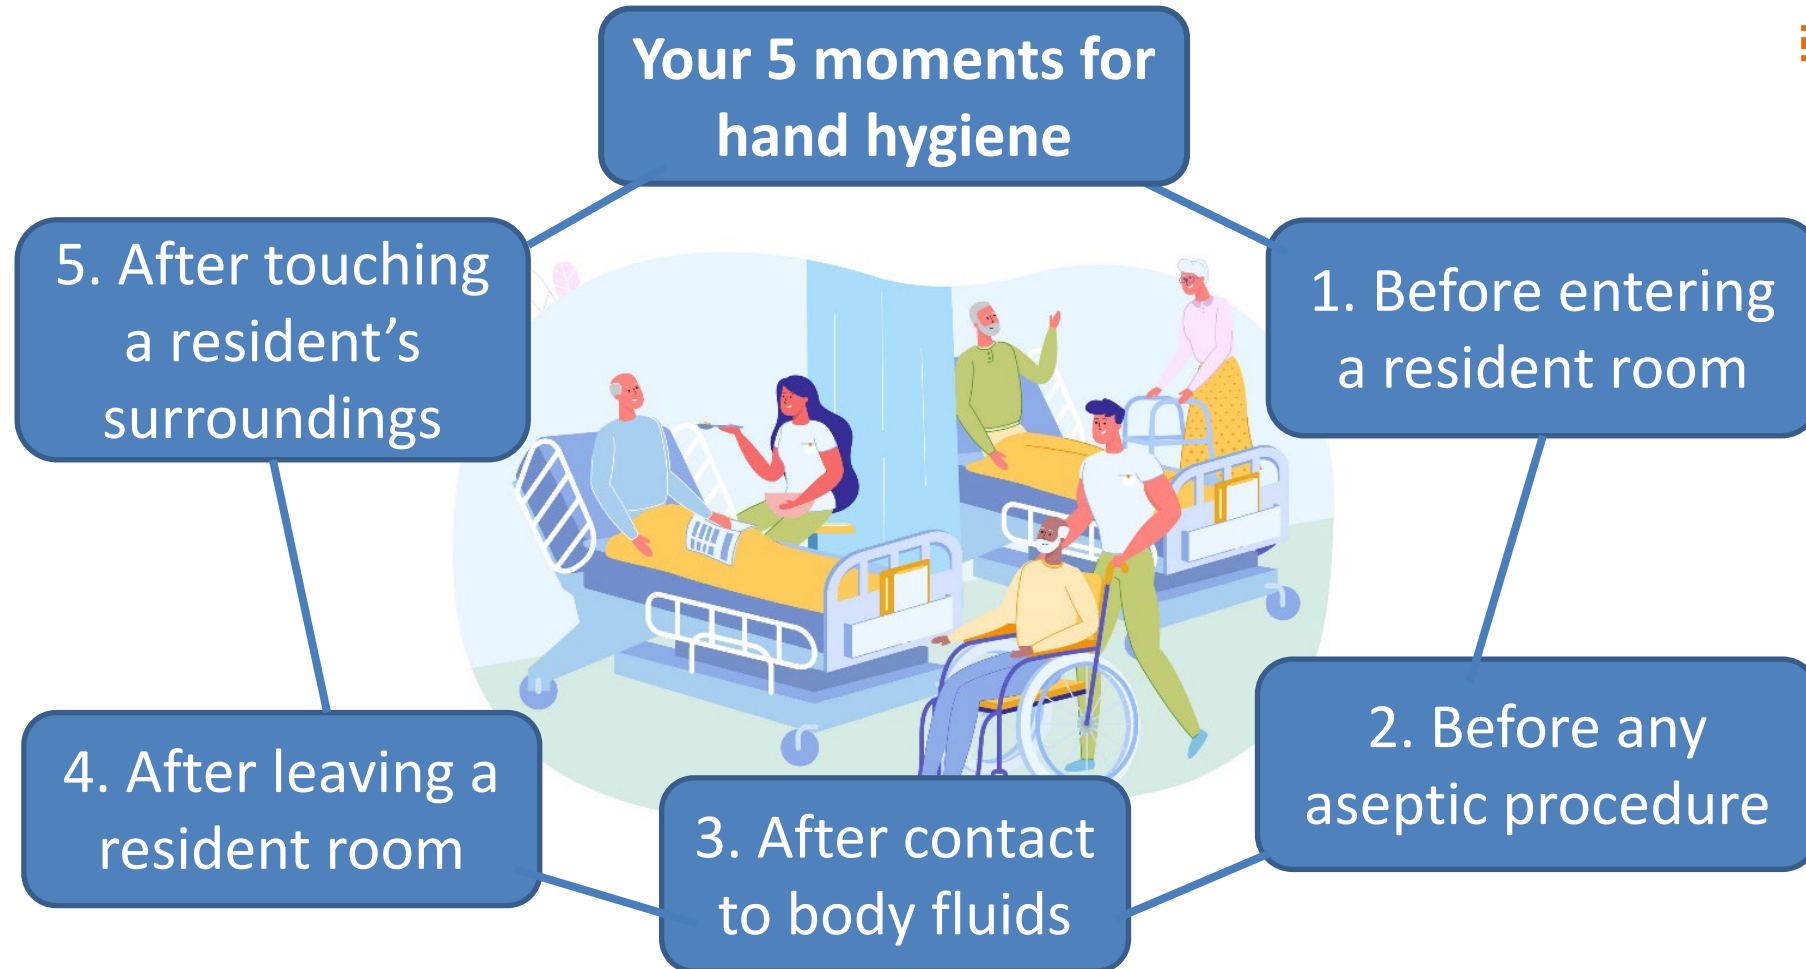 Your 5 moments for
hand hygiene
1. Before entering
a resident room
2. Before any
aseptic procedure
3. After contact
to body fluids
4. After leaving a
resident room
5. After touching
a resident’s
surroundings